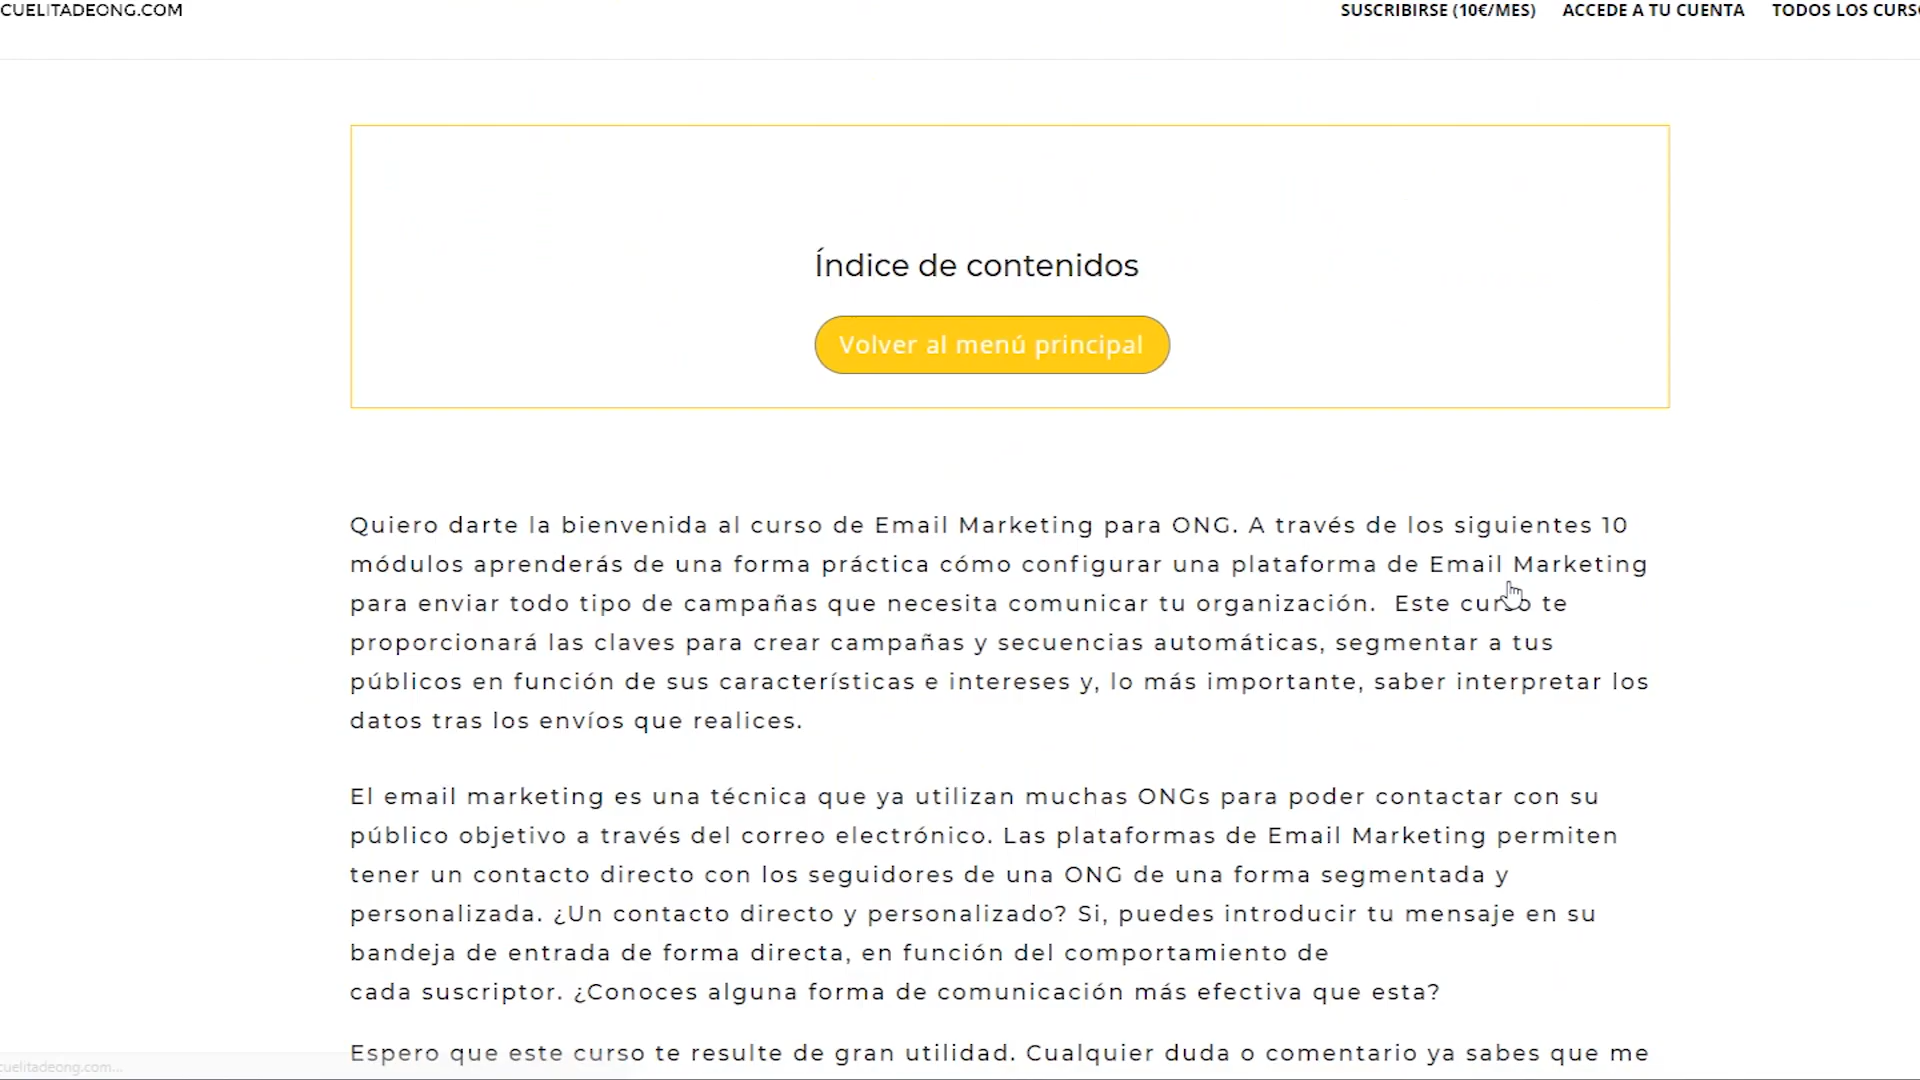 CUELITADEONG.COM
SUSCRIBIRSE (10€/MES) ACCEDE A TU CUENTA TODOS LOS CURS
Índice de contenidos
Volver al menú principal
Quiero darte la bienvenida al curso de Email Marketing para ONG. A través de los siguientes 10
módulos aprenderás de una forma práctica cómo configurar una plataforma de Email Marketing
para enviar todo tipo de campañas que necesita comunicar tu organización. Este curso te
proporcionará las claves para crear campañas y secuencias automáticas, segmentar a tus
públicos en función de sus características e intereses y, lo más importante, saber interpretar los
datos tras los envíos que realices.
El email marketing es una técnica que ya utilizan muchas ONGs para poder contactar con su
público objetivo a través del correo electrónico. Las plataformas de Email Marketing permiten
tener un contacto directo con los seguidores de una ONG de una forma segmentada y
personalizada. ¿Un contacto directo y personalizado? Si, puedes introducir tu mensaje en su
bandeja de entrada de forma directa, en función del comportamiento de
cada suscriptor. ¿Conoces alguna forma de comunicación más efectiva que esta?
Espero que este curso te resulte de gran utilidad. Cualquier duda o comentario ya sabes que me
cuelitadeong.com...